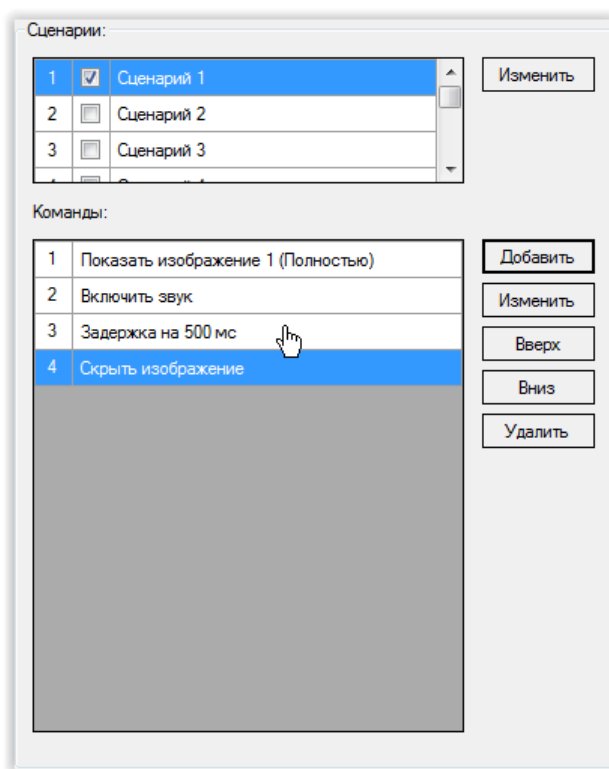 Сценарии:
1 Сценарий 1
Изменить
2 Сценарий 2
3 Сценарий 3
Команды:
1 Показать изображение 1 (Полностью)
Добавить
2 Включить звук
Изменить
3 Задержка на 500 мс
Вверх
4 Скрыть изображение
Вниз
Удалить